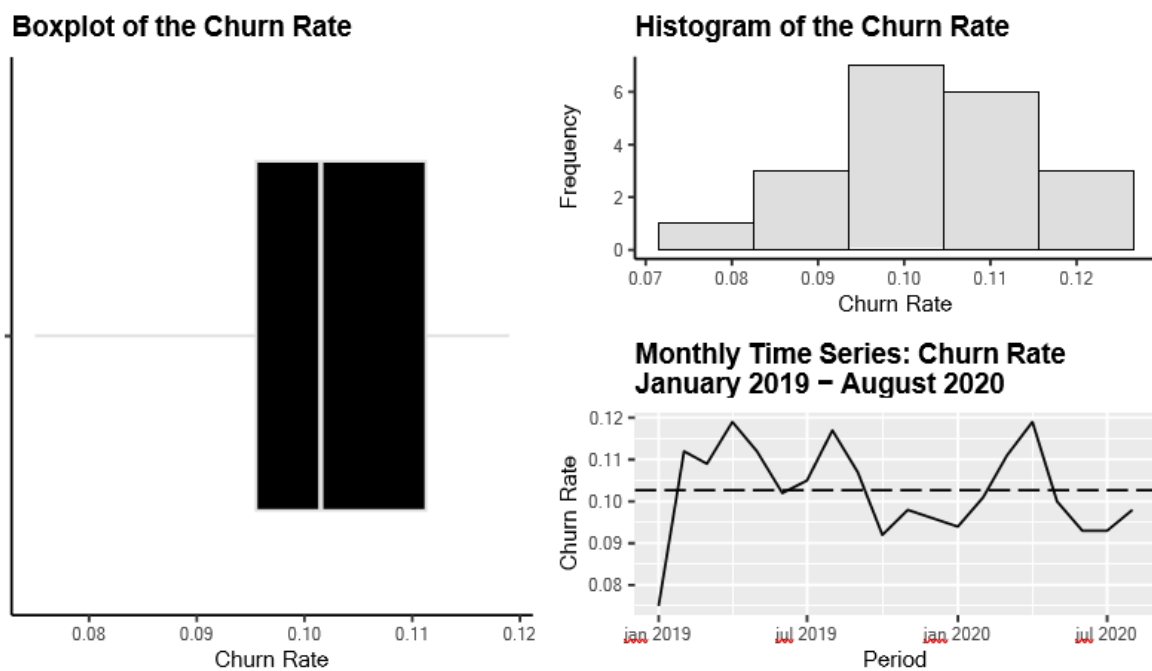 Boxplot of the Churn Rate
0.08 0.09 0.10 0.11 0.12
Churn Rate
Histogram of the Churn Rate
Frequency
6
4
2
0
0.07 0.08 0.09 0.10 0.11 0.12
Churn Rate
Monthly Time Series: Churn Rate
January 2019 − August 2020
Churn Rate
0.12
0.11
0.10
0.09
0.08
jan 2019 jul 2019 jan 2020 jul 2020
Period